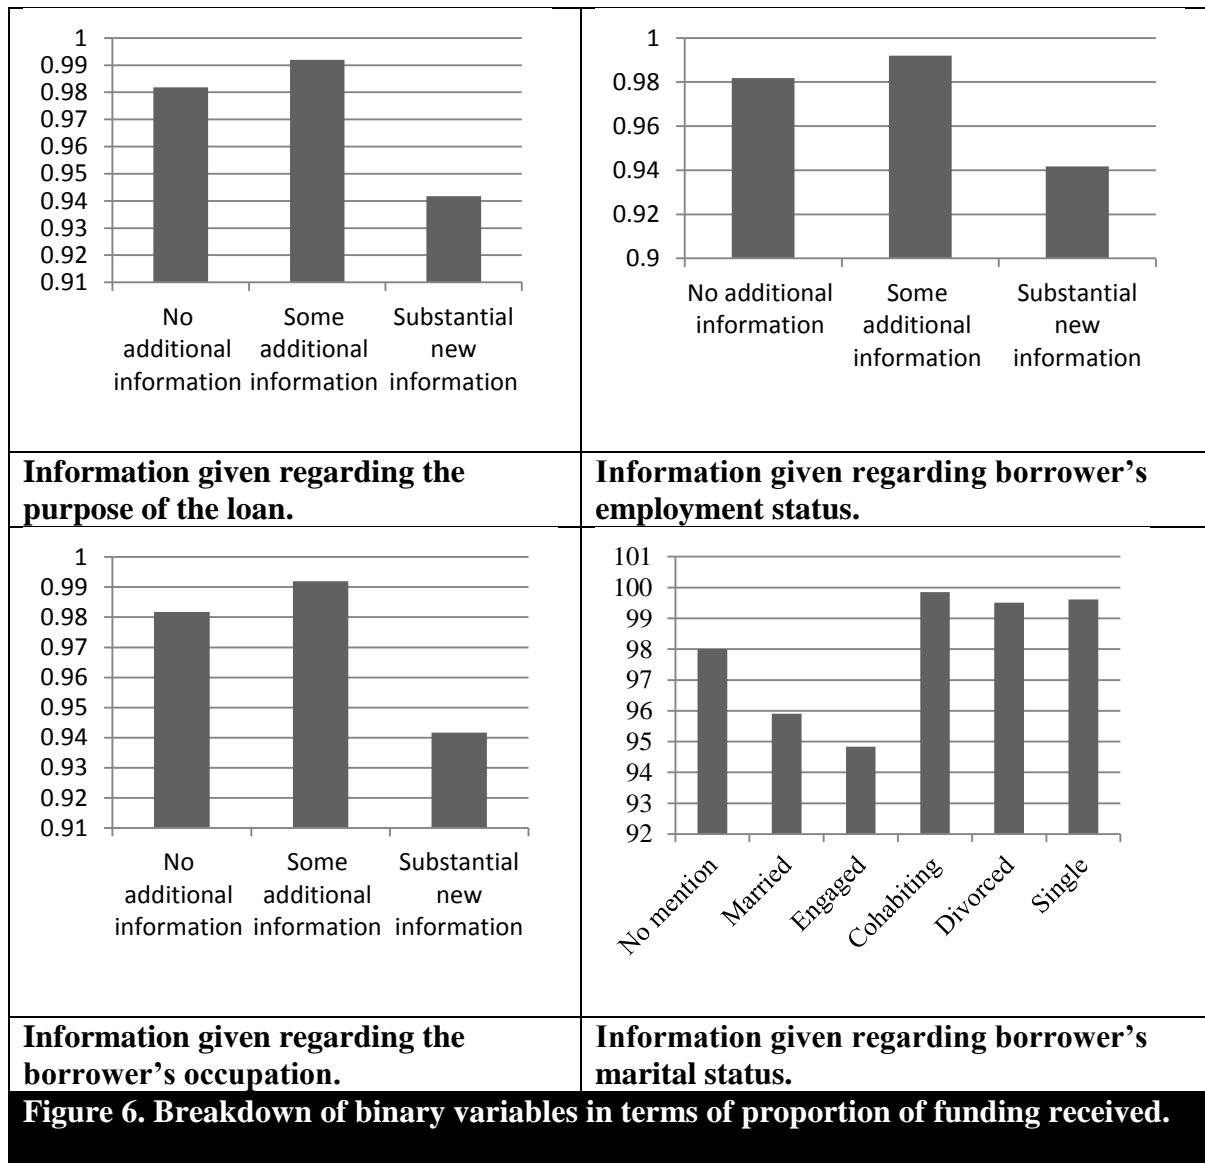 1
0.99
0.98
0.97
0.96
0.95
0.94
0.93
0.92
0.91
No
additional
information
Some
additional
information
Substantial
new
information
1
0.98
0.96
0.94
0.92
0.9
No additional
information
Some
additional
information
Substantial
new
information
Information given regarding the
purpose of the loan.
Information given regarding borrower’s
employment status.
1
0.99
0.98
0.97
0.96
0.95
0.94
0.93
0.92
0.91
No
additional
information
Some
additional
information
Substantial
new
information
101
100
99
98
97
96
95
94
93
92
No mention
Married
Engaged
Cohabiting
Divorced
Single
Information given regarding the
borrower’s occupation.
Information given regarding borrower’s
marital status.
Figure 6. Breakdown of binary variables in terms of proportion of funding received.